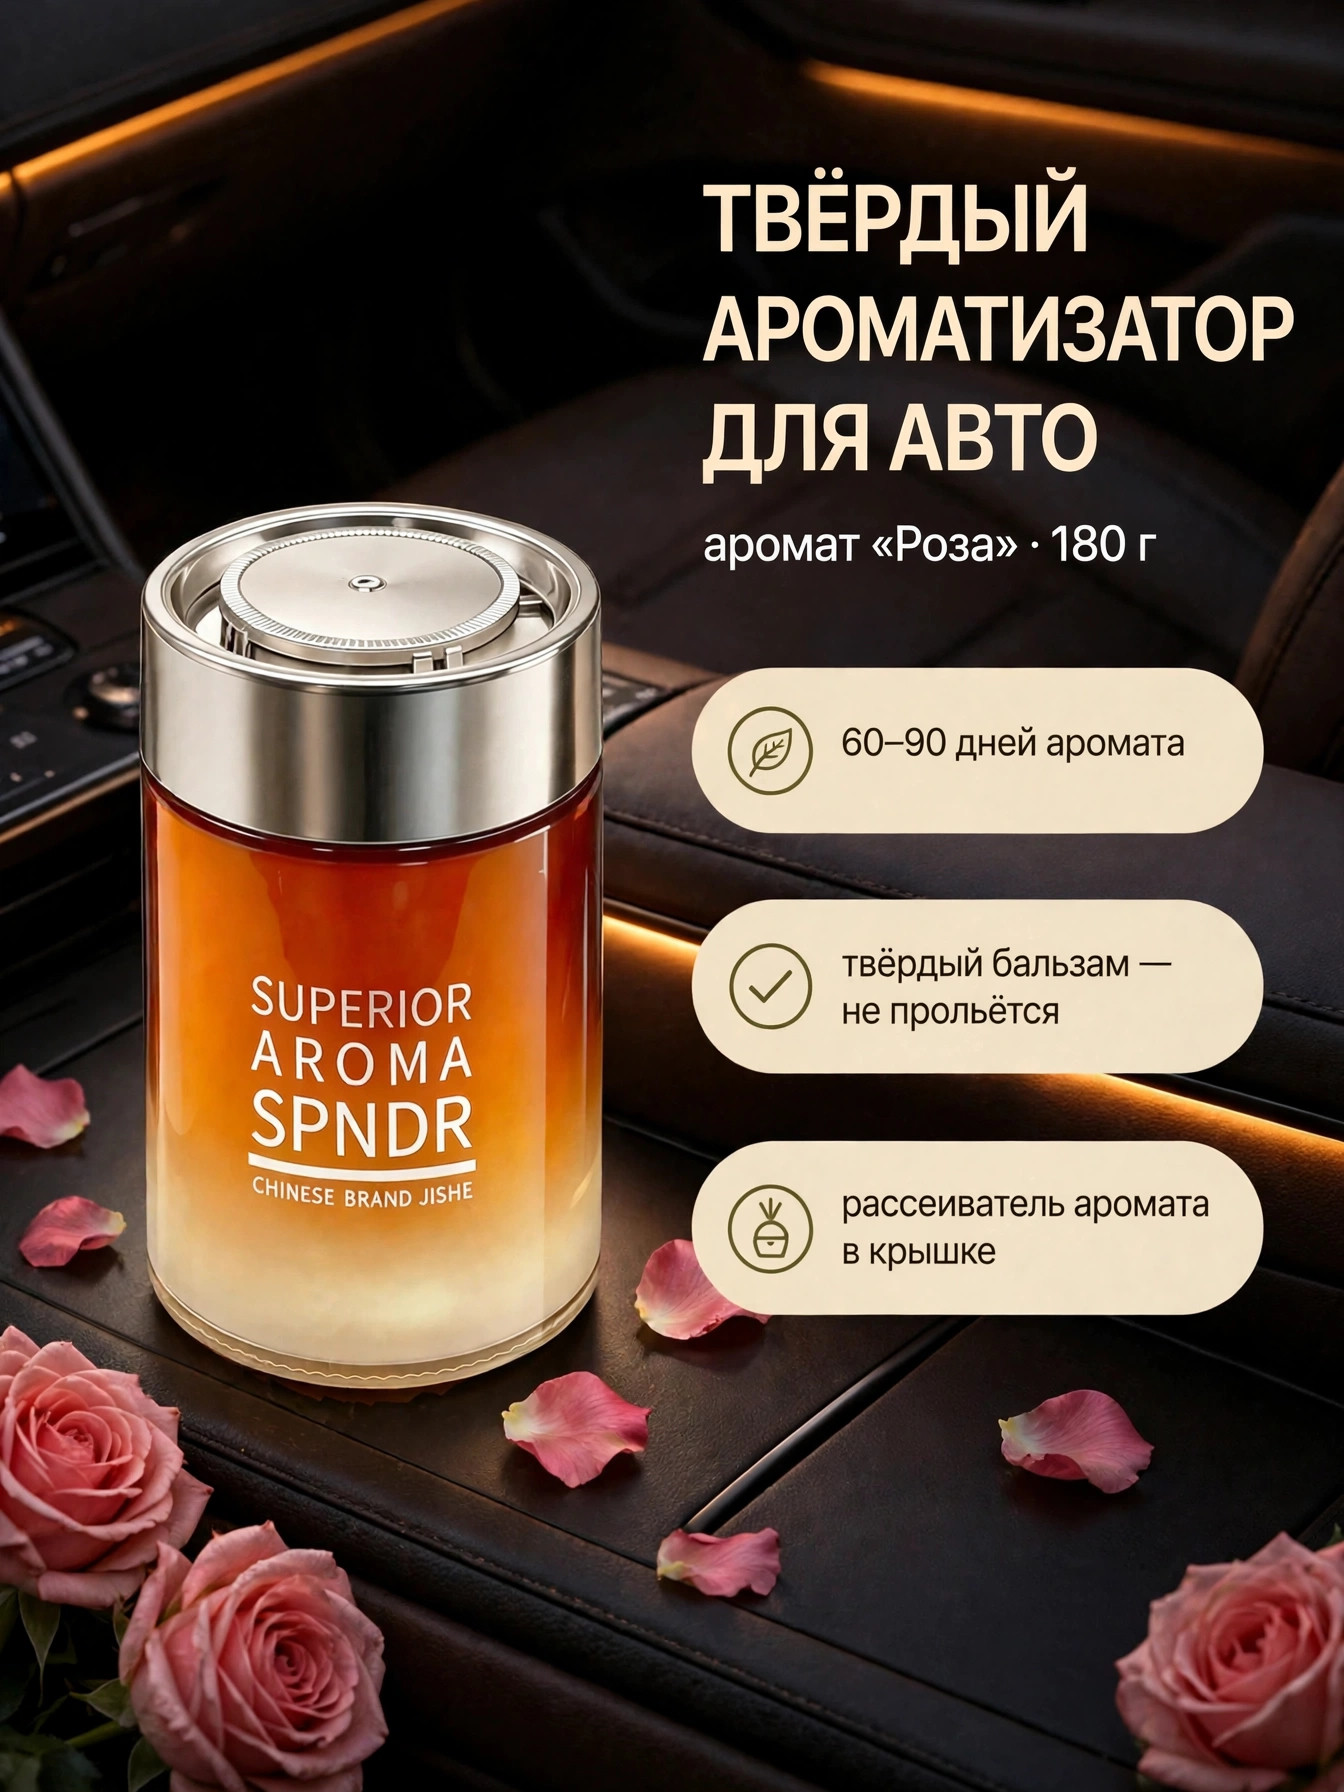 ТВЁРДЫЙ
АРОМАТИЗАТОР
ДЛЯ АВТО
аромат «Роза» · 180 г
60–90 дней аромата
твёрдый бальзам —
не прольётся
рассеиватель аромата
в крышке
SUPERIOR
AROMA
SPNDR
CHINESE BRAND JISHE